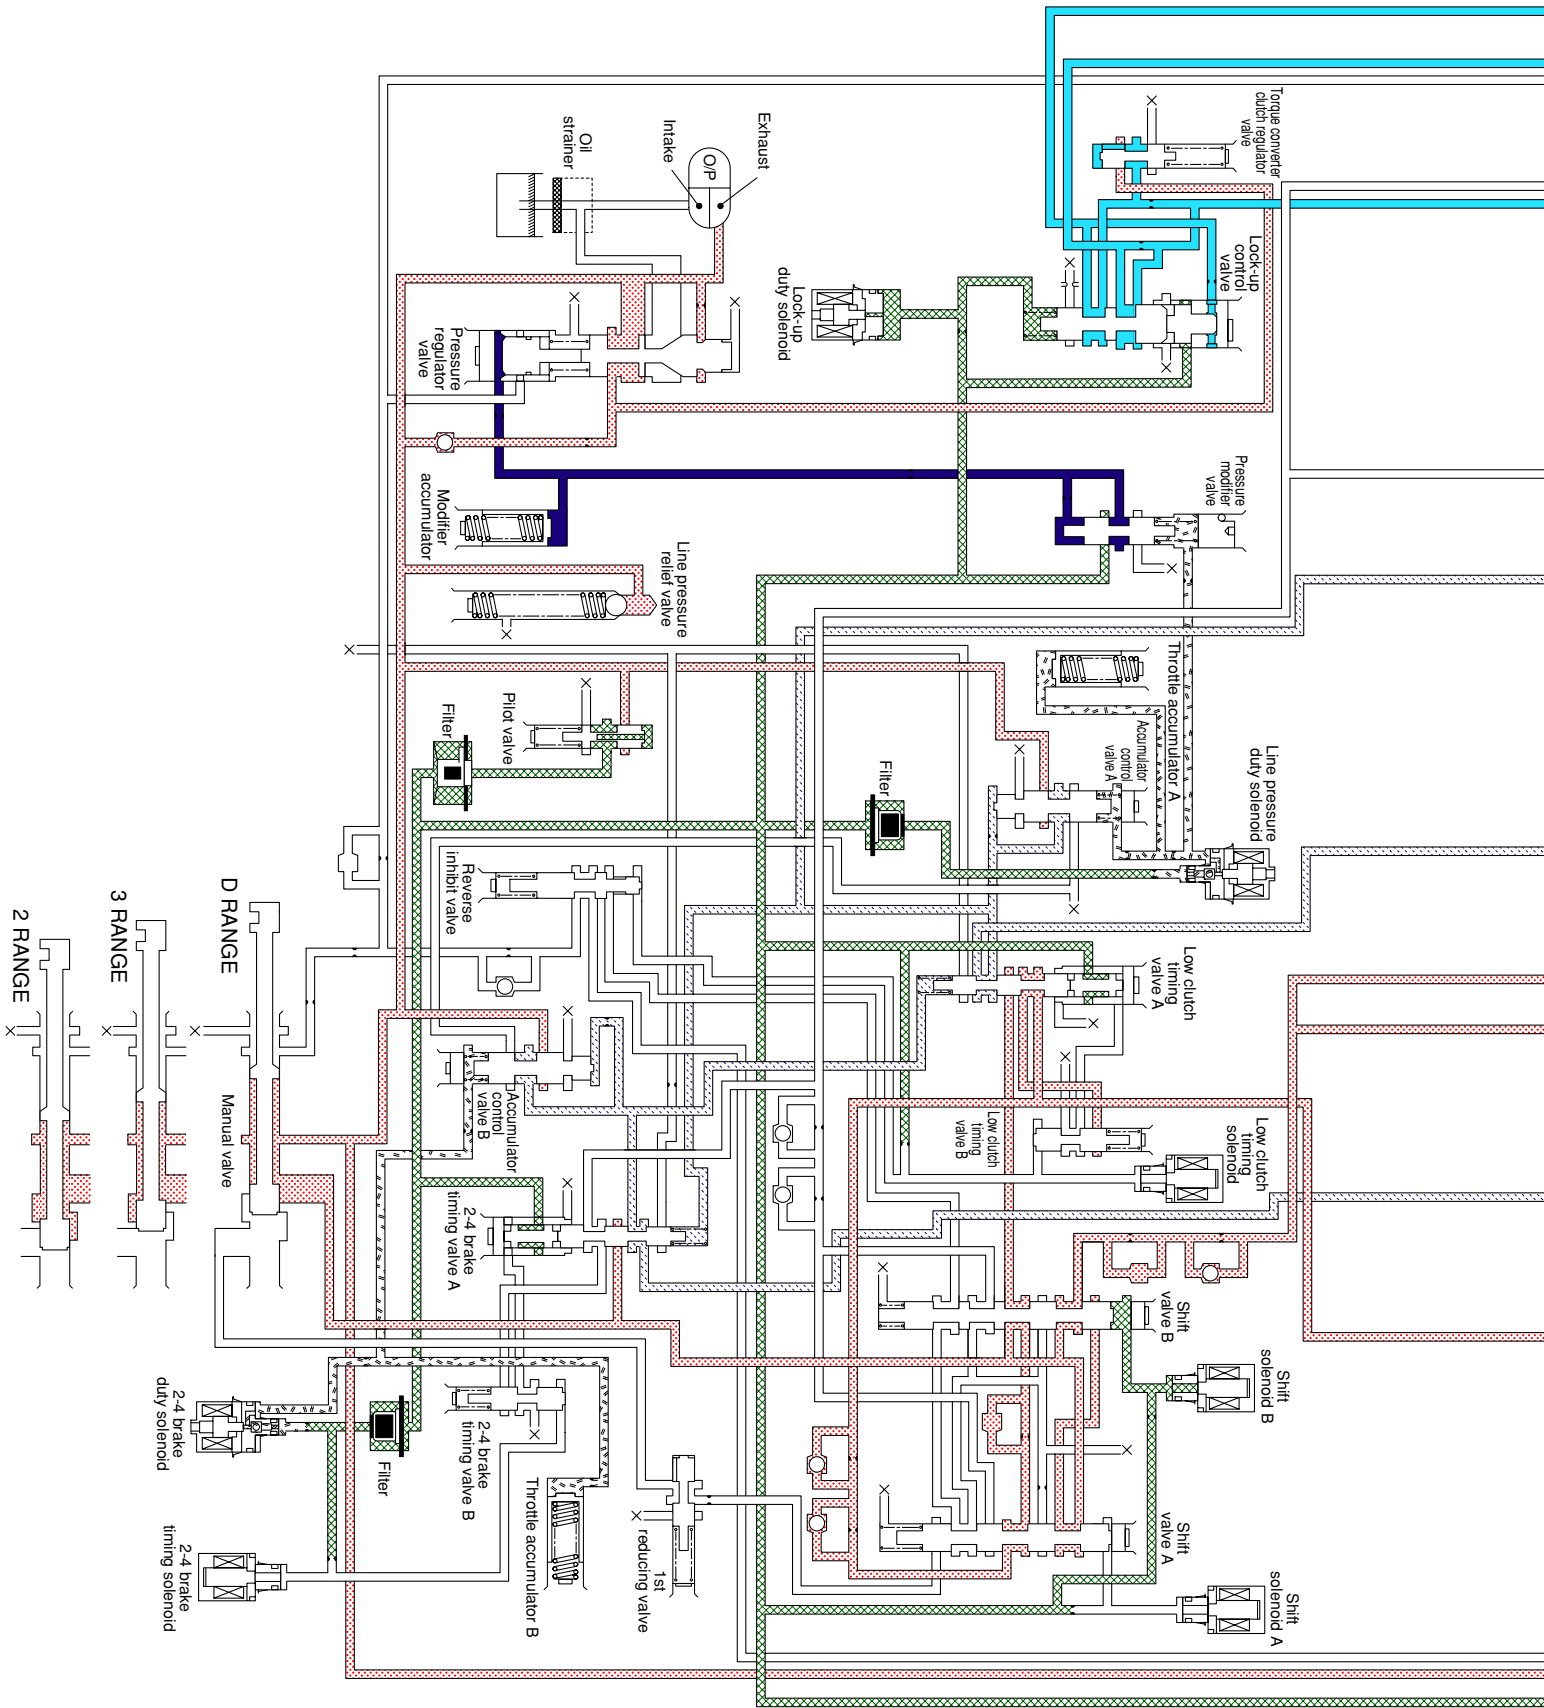 Torque converter
clutch regulator
valve
Exhaust
O/P
Intake
Oil
strainer
Lock-up
control
valve
Lock-up
duty solenoid
Pressure
regulator
valve
Pressure
modifier
valve
Modifier
accumulator
Line pressure
relief valve
Throttle accumulator A
Pilot valve
Filter
Accumulator
control
valve A
Line pressure
duty solenoid
Filter
Reverse
inhibit valve
D RANGE
3 RANGE
2 RANGE
Low clutch
timing
valve A
Manual valve
Accumulator
control
valve B
Low clutch
timing
valve B
Low clutch
timing
solenoid
2-4 brake
timing valve A
Shift
valve B
Shift
solenoid B
2-4 brake
duty solenoid
Filter
2-4 brake
timing valve B
Throttle accumulator B
Shift
valve A
2-4 brake
timing solenoid
1st
reducing valve
Shift
solenoid A